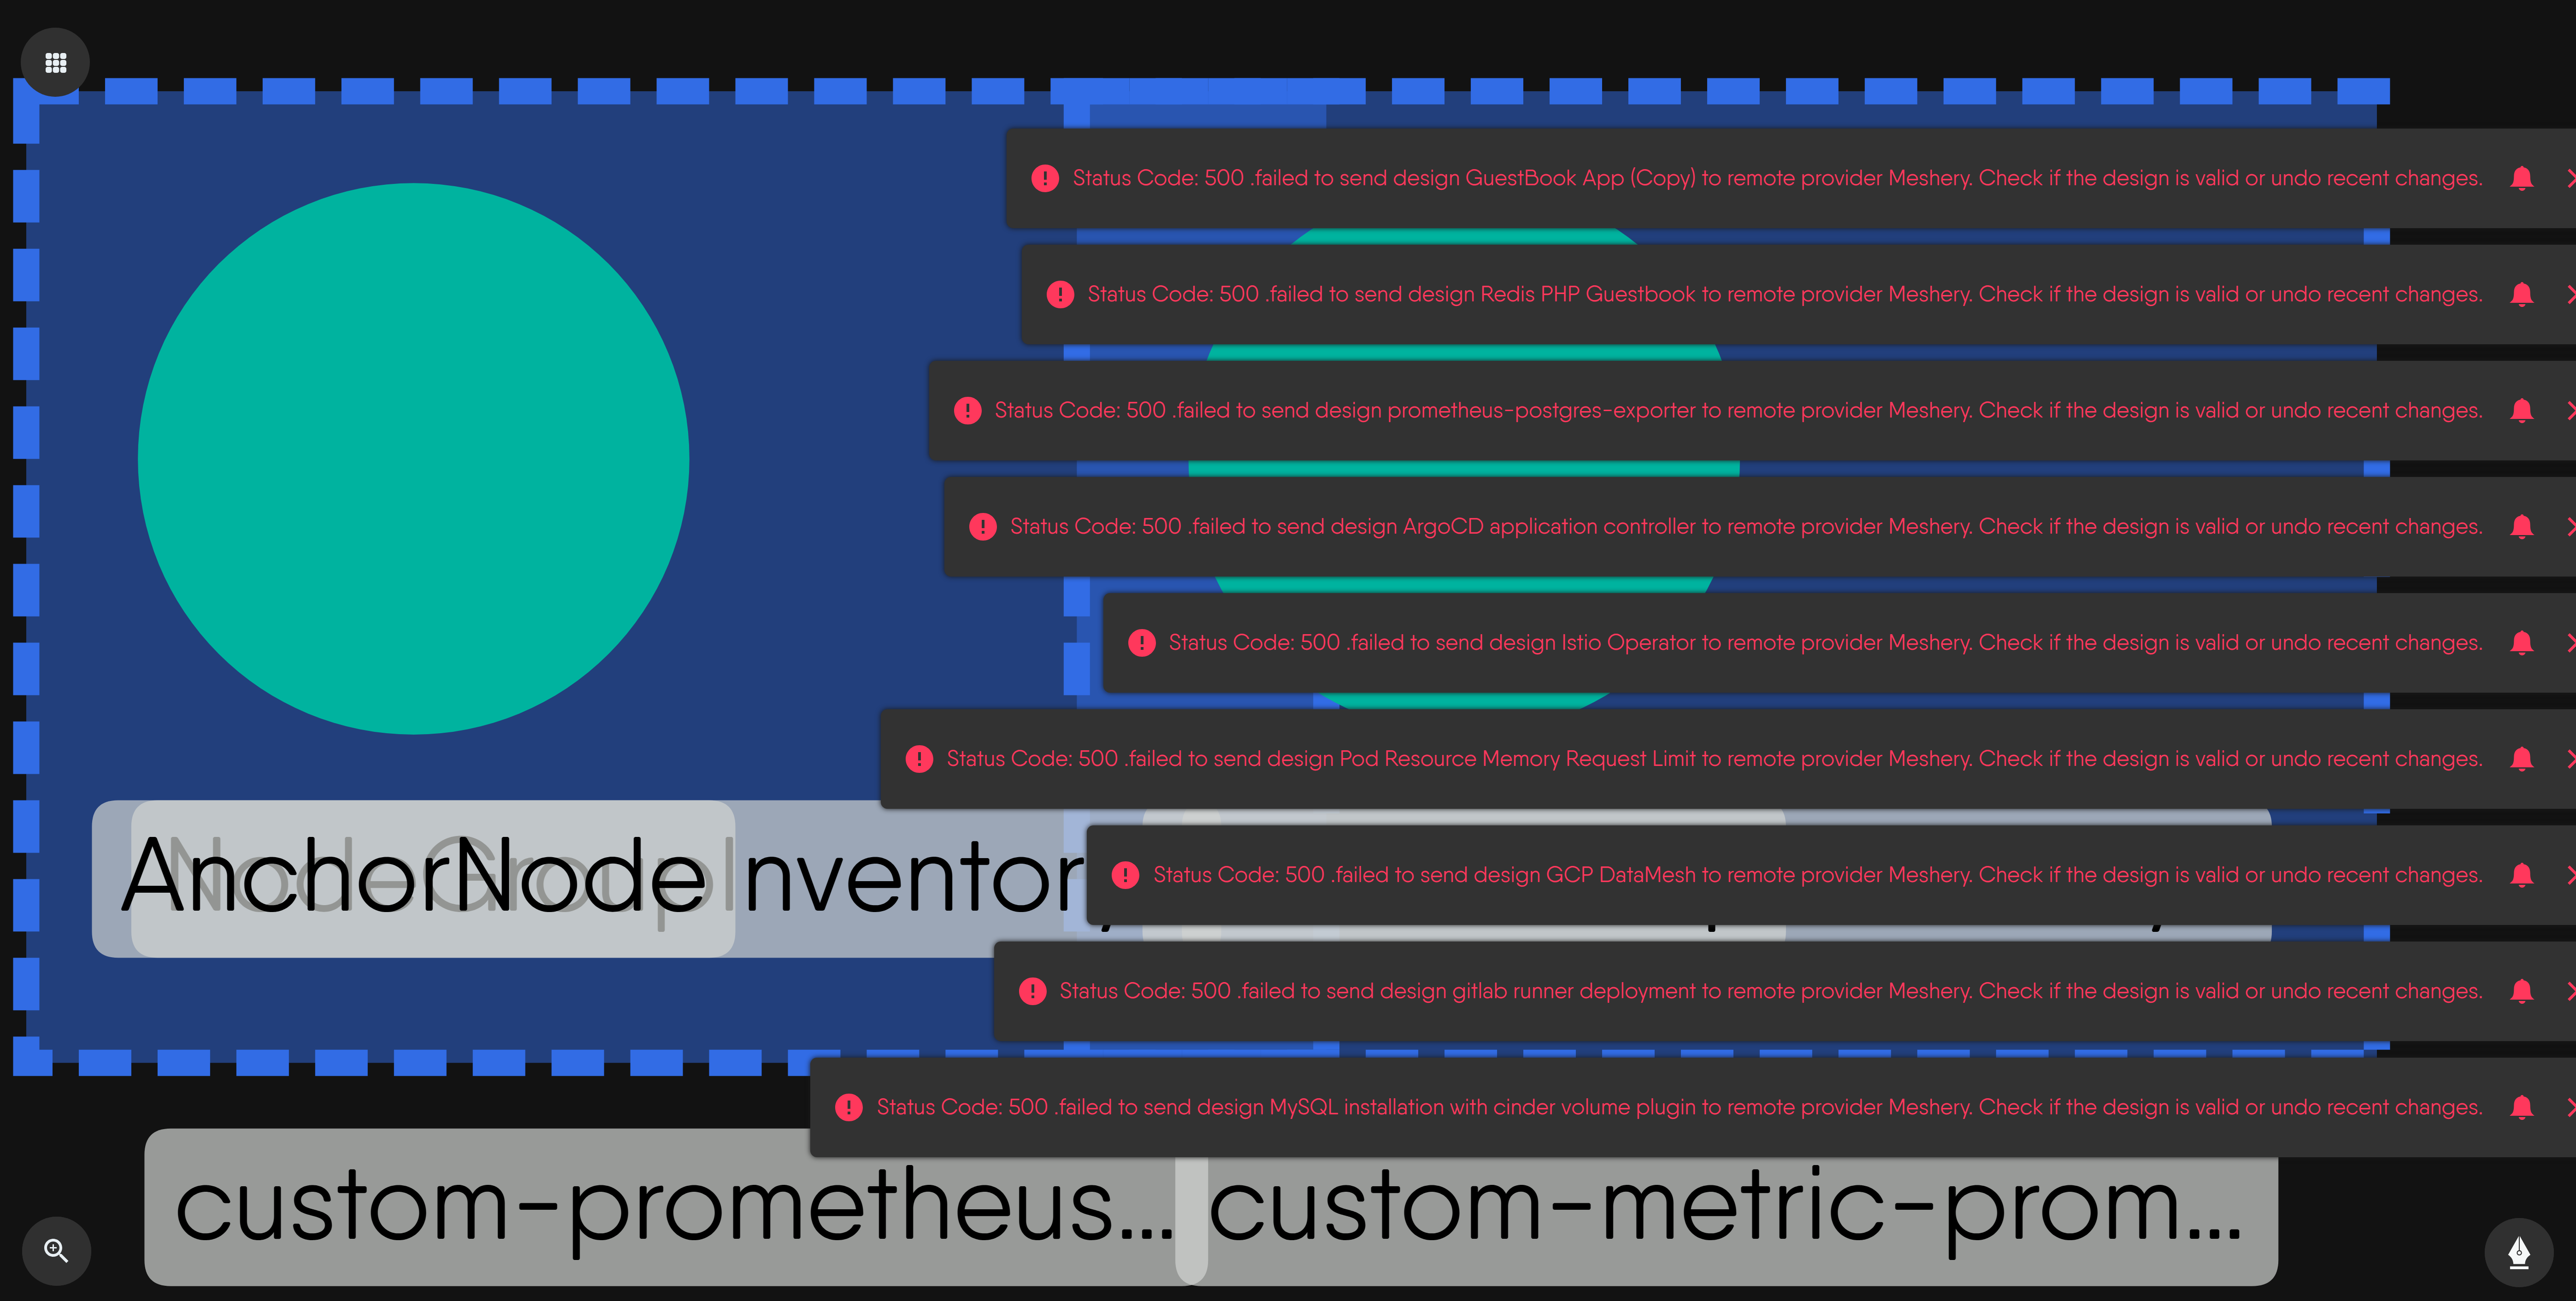 Status Code: 500 .failed to send design GuestBook App (Copy) to remote provider Meshery. Check if the design is valid or undo recent changes.
Status Code: 500 .failed to send design Redis PHP Guestbook to remote provider Meshery. Check if the design is valid or undo recent changes.
Status Code: 500 .failed to send design prometheus-postgres-exporter to remote provider Meshery. Check if the design is valid or undo recent changes.
Status Code: 500 .failed to send design ArgoCD application controller to remote provider Meshery. Check if the design is valid or undo recent changes.
Status Code: 500 .failed to send design Istio Operator to remote provider Meshery. Check if the design is valid or undo recent changes.
Status Code: 500 .failed to send design Pod Resource Memory Request Limit to remote provider Meshery. Check if the design is valid or undo recent changes.
NodeGroup
AnchorNode
Status Code: 500 .failed to send design GCP DataMesh to remote provider Meshery. Check if the design is valid or undo recent changes.
Status Code: 500 .failed to send design gitlab runner deployment to remote provider Meshery. Check if the design is valid or undo recent changes.
Status Code: 500 .failed to send design MySQL installation with cinder volume plugin to remote provider Meshery. Check if the design is valid or undo recent changes.
custom-prometheus...
custom-metric-prom...